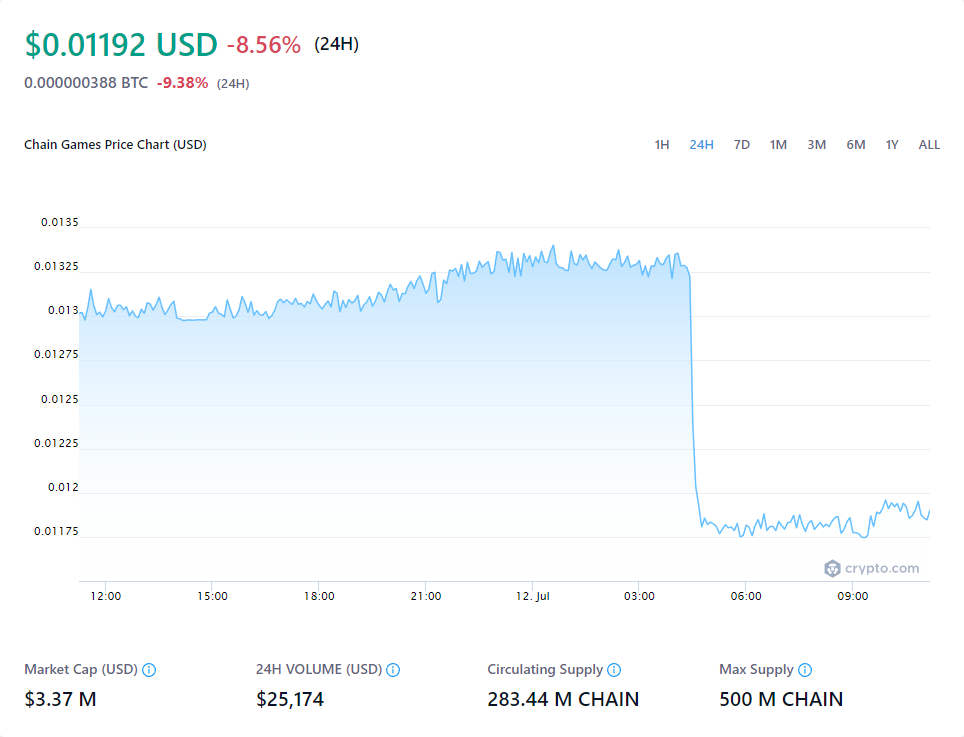 $0.01192 USD -8.56% (24H)
0.000000388 BTC -9.38% (24H)
Chain Games Price Chart (USD)
1H 24H 7D 1M 3M 6M 1Y ALL
0.0135
0.01325
0.013
0.01275
0.0125
0.01225
0.012
0.01175
crypto.com
12:00 15:00 18:00 21:00 12. Jul 03:00 06:00 09:00
Market Cap (USD) 24H VOLUME (USD) Circulating Supply Max Supply
$3.37 M $25,174 283.44 M CHAIN 500 M CHAIN